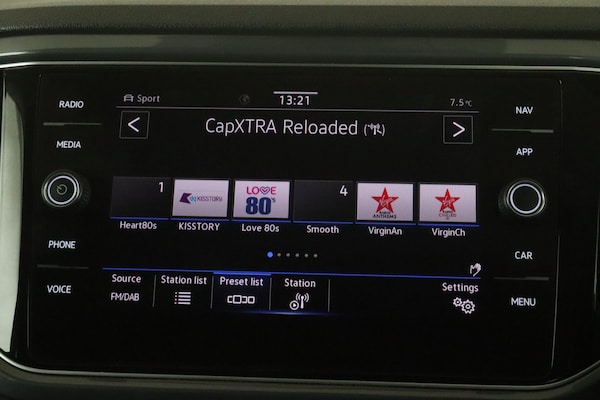 RADIO
MEDIA
PHONE
VOICE
Sport
13:21
7.5°C
CapXTRA Reloaded
1
KISSTORY
LOVE
80's
4
Heart80s
KISSTORY
Love 80s
Smooth
VirginAn
VirginCh
Source
FM/DAB
Station list
Preset list
Station
Settings
NAV
APP
CAR
MENU